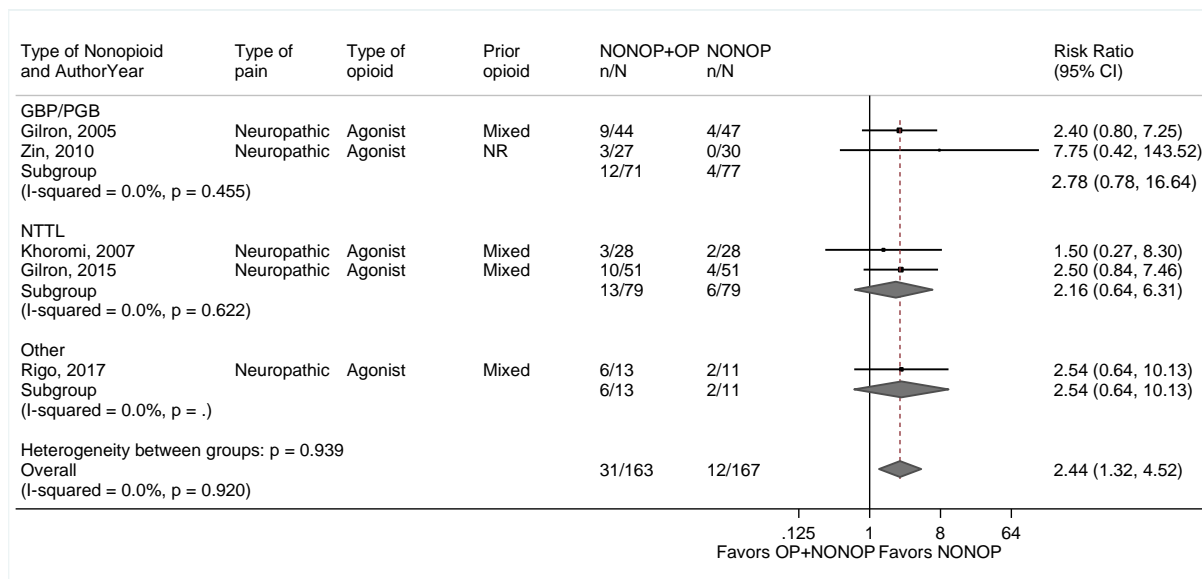 Type of Nonopioid and AuthorYear Type of pain Type of opioid Prior opioid NONOP+OP n/N NONOP n/N Risk Ratio (95% CI)
GBP/PGB
Gilron, 2005 Neuropathic Agonist Mixed 9/44 4/47 2.40 (0.80, 7.25)
Zin, 2010 Neuropathic Agonist NR 3/27 0/30 7.75 (0.42, 143.52)
Subgroup 12/71 4/77 2.78 (0.78, 16.64)
(I-squared = 0.0%, p = 0.455)
NTTL
Khoromi, 2007 Neuropathic Agonist Mixed 3/28 2/28 1.50 (0.27, 8.30)
Gilron, 2015 Neuropathic Agonist Mixed 10/51 4/51 2.50 (0.84, 7.46)
Subgroup 13/79 6/79 2.16 (0.64, 6.31)
(I-squared = 0.0%, p = 0.622)
Other
Rigo, 2017 Neuropathic Agonist Mixed 6/13 2/11 2.54 (0.64, 10.13)
Subgroup 6/13 2/11 2.54 (0.64, 10.13)
(I-squared = 0.0%, p = .)
Heterogeneity between groups: p = 0.939
Overall 31/163 12/167 2.44 (1.32, 4.52)
(I-squared = 0.0%, p = 0.920)
.125 1 8 64
Favors OP+NONOP Favors NONOP